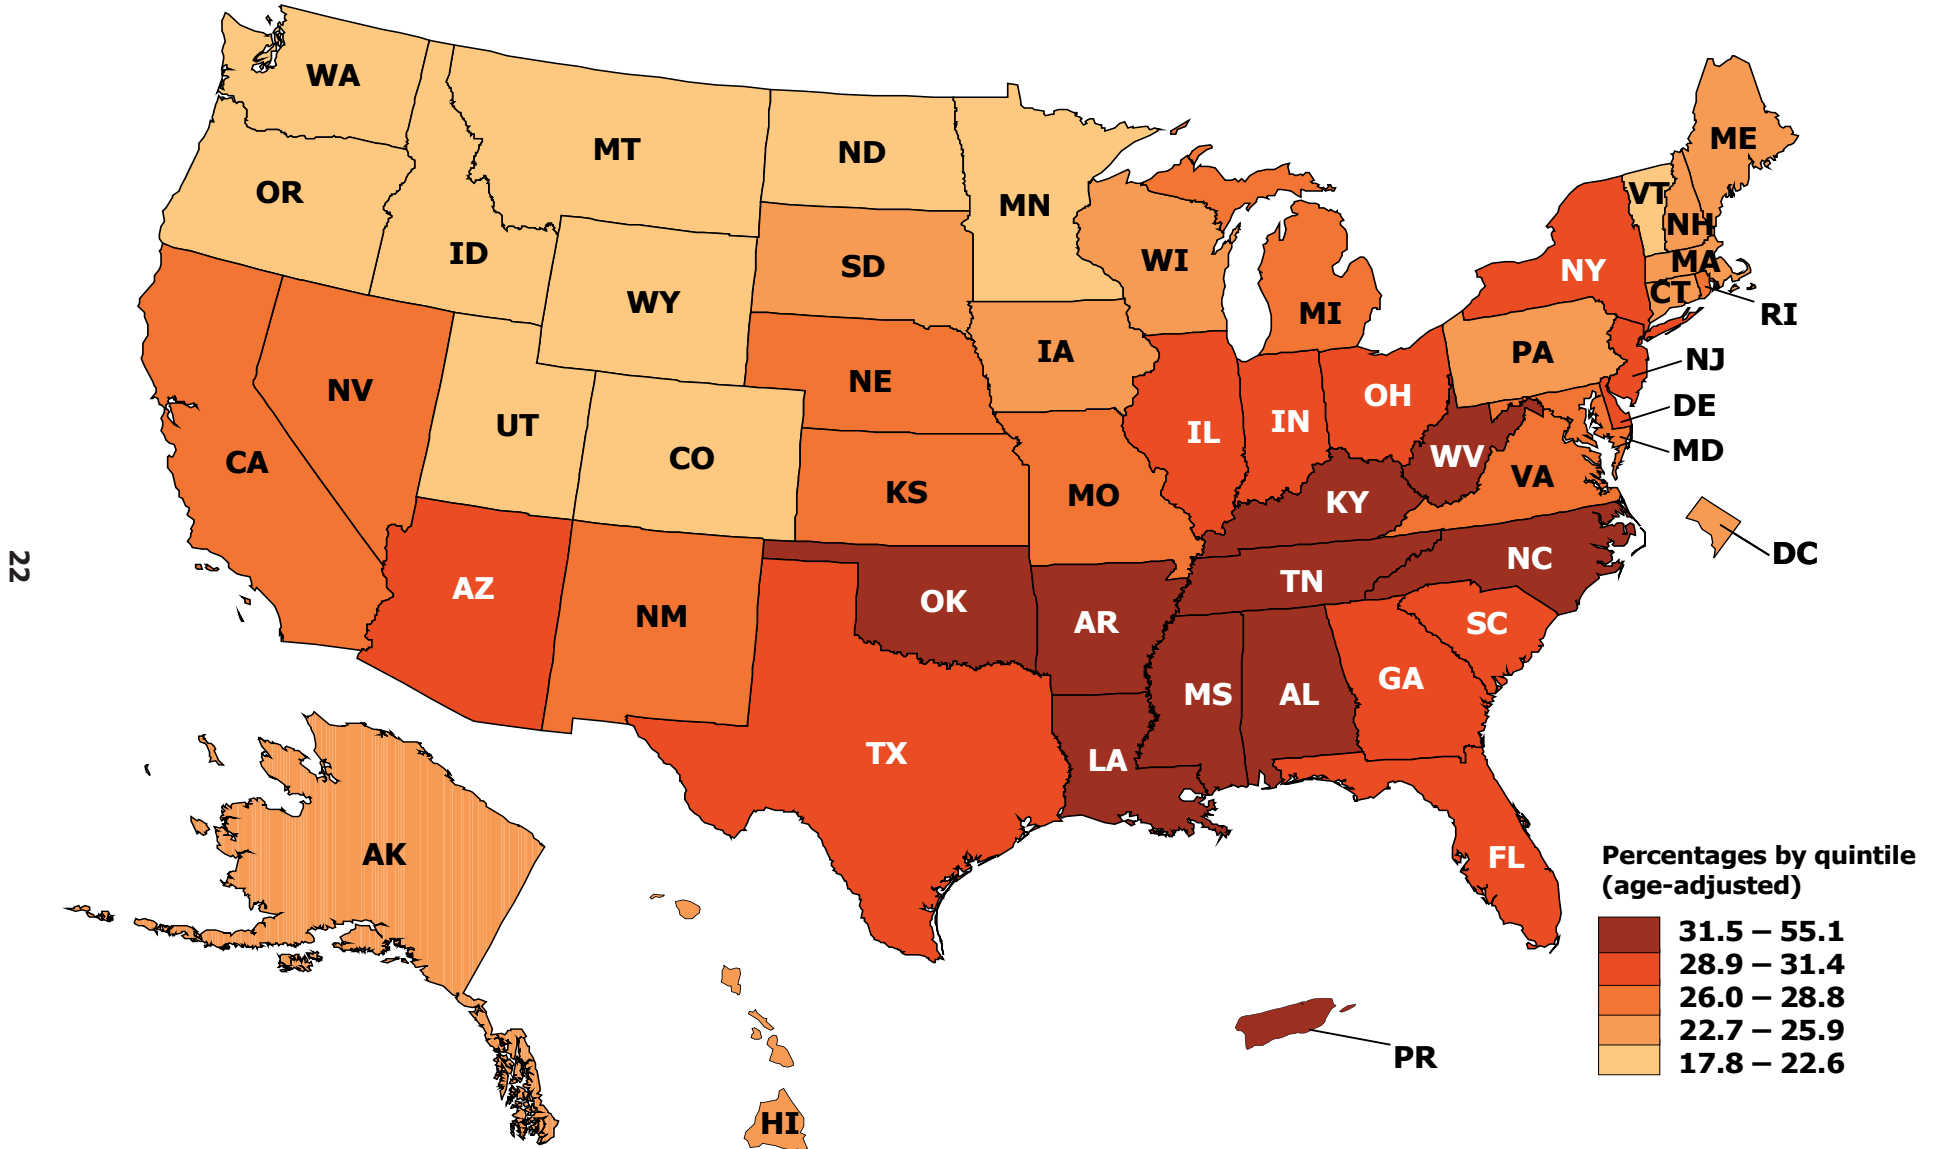 WA
OR
MT
ID
ND
MN
WY
SD
WI
MI
ME
VT
NH
NY
MA
CT
RI
NV
CA
UT
CO
NE
IA
KS
MO
IL
IN
OH
PA
NJ
DE
MD
WV
VA
KY
DC
22
AZ
NM
OK
AR
TN
NC
SC
TX
LA
MS
AL
GA
FL
AK
HI
PR
Percentages by quintile
(age-adjusted)
31.5 – 55.1
28.9 – 31.4
26.0 – 28.8
22.7 – 25.9
17.8 – 22.6